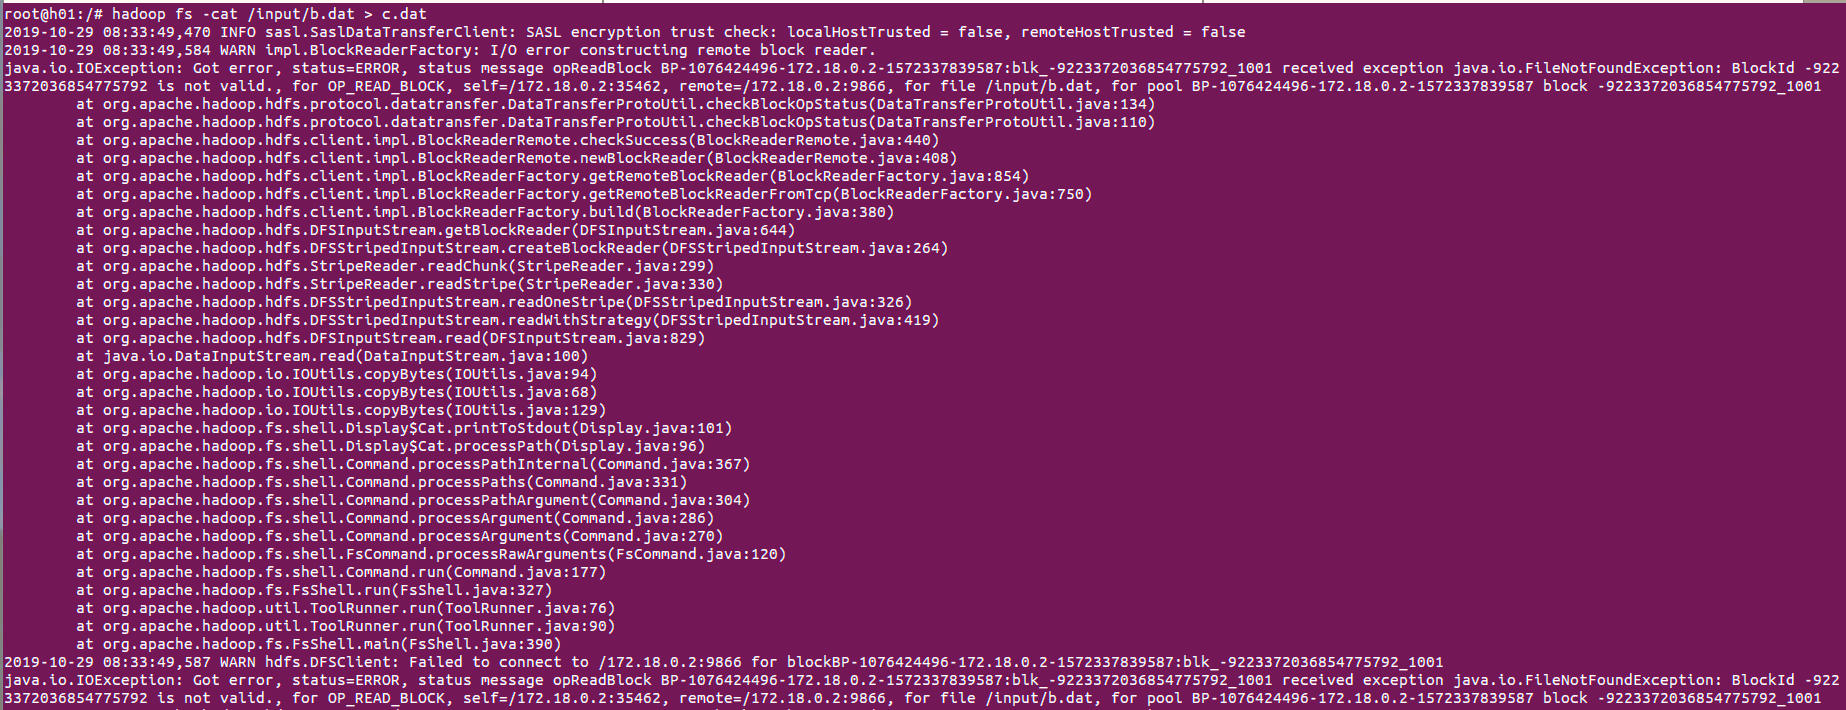 root@h01:/# hadoop fs -cat /input/b.dat > c.dat
2019-10-29 08:33:49,470 INFO sasl.SaslDataTransferClient: SASL encryption trust check: localHostTrusted = false, remoteHostTrusted = false
2019-10-29 08:33:49,584 WARN impl.BlockReaderFactory: I/O error constructing remote block reader.
java.io.IOException: Got error, status=ERROR, status message opReadBlock BP-1076424496-172.18.0.2-1572337839587:blk_-9223372036854775792_1001 received exception java.io.FileNotFoundException: BlockId -922
3372036854775792 is not valid., for OP_READ_BLOCK, self=/172.18.0.2:35462, remote=/172.18.0.2:9866, for file /input/b.dat, for pool BP-1076424496-172.18.0.2-1572337839587 block -9223372036854775792_1001
at org.apache.hadoop.hdfs.protocol.datatransfer.DataTransferProtoUtil.checkBlockOpStatus(DataTransferProtoUtil.java:134)
at org.apache.hadoop.hdfs.protocol.datatransfer.DataTransferProtoUtil.checkBlockOpStatus(DataTransferProtoUtil.java:110)
at org.apache.hadoop.hdfs.client.impl.BlockReaderRemote.checkSuccess(BlockReaderRemote.java:440)
at org.apache.hadoop.hdfs.client.impl.BlockReaderRemote.newBlockReader(BlockReaderRemote.java:408)
at org.apache.hadoop.hdfs.client.impl.BlockReaderFactory.getRemoteBlockReader(BlockReaderFactory.java:854)
at org.apache.hadoop.hdfs.client.impl.BlockReaderFactory.getRemoteBlockReaderFromTcp(BlockReaderFactory.java:750)
at org.apache.hadoop.hdfs.client.impl.BlockReaderFactory.build(BlockReaderFactory.java:380)
at org.apache.hadoop.hdfs.DFSInputStream.getBlockReader(DFSInputStream.java:644)
at org.apache.hadoop.hdfs.DFSStripedInputStream.createBlockReader(DFSStripedInputStream.java:264)
at org.apache.hadoop.hdfs.StripeReader.readChunk(StripeReader.java:299)
at org.apache.hadoop.hdfs.StripeReader.readStripe(StripeReader.java:330)
at org.apache.hadoop.hdfs.DFSStripedInputStream.readOneStripe(DFSStripedInputStream.java:326)
at org.apache.hadoop.hdfs.DFSStripedInputStream.readWithStrategy(DFSStripedInputStream.java:419)
at org.apache.hadoop.hdfs.DFSInputStream.read(DFSInputStream.java:829)
at java.io.DataInputStream.read(DataInputStream.java:100)
at org.apache.hadoop.io.IOUtils.copyBytes(IOUtils.java:94)
at org.apache.hadoop.io.IOUtils.copyBytes(IOUtils.java:68)
at org.apache.hadoop.io.IOUtils.copyBytes(IOUtils.java:129)
at org.apache.hadoop.fs.shell.Display$Cat.printToStdout(Display.java:101)
at org.apache.hadoop.fs.shell.Display$Cat.processPath(Display.java:96)
at org.apache.hadoop.fs.shell.Command.processPathInternal(Command.java:367)
at org.apache.hadoop.fs.shell.Command.processPaths(Command.java:331)
at org.apache.hadoop.fs.shell.Command.processPathArgument(Command.java:304)
at org.apache.hadoop.fs.shell.Command.processArgument(Command.java:286)
at org.apache.hadoop.fs.shell.Command.processArguments(Command.java:270)
at org.apache.hadoop.fs.shell.FsCommand.processRawArguments(FsCommand.java:120)
at org.apache.hadoop.fs.shell.Command.run(Command.java:177)
at org.apache.hadoop.fs.FsShell.run(FsShell.java:327)
at org.apache.hadoop.util.ToolRunner.run(ToolRunner.java:76)
at org.apache.hadoop.util.ToolRunner.run(ToolRunner.java:90)
at org.apache.hadoop.fs.FsShell.main(FsShell.java:390)
2019-10-29 08:33:49,587 WARN hdfs.DFSClient: Failed to connect to /172.18.0.2:9866 for blockBP-1076424496-172.18.0.2-1572337839587:blk_-9223372036854775792_1001
java.io.IOException: Got error, status=ERROR, status message opReadBlock BP-1076424496-172.18.0.2-1572337839587:blk_-9223372036854775792_1001 received exception java.io.FileNotFoundException: BlockId -922
3372036854775792 is not valid., for OP_READ_BLOCK, self=/172.18.0.2:35462, remote=/172.18.0.2:9866, for file /input/b.dat, for pool BP-1076424496-172.18.0.2-1572337839587 block -9223372036854775792_1001